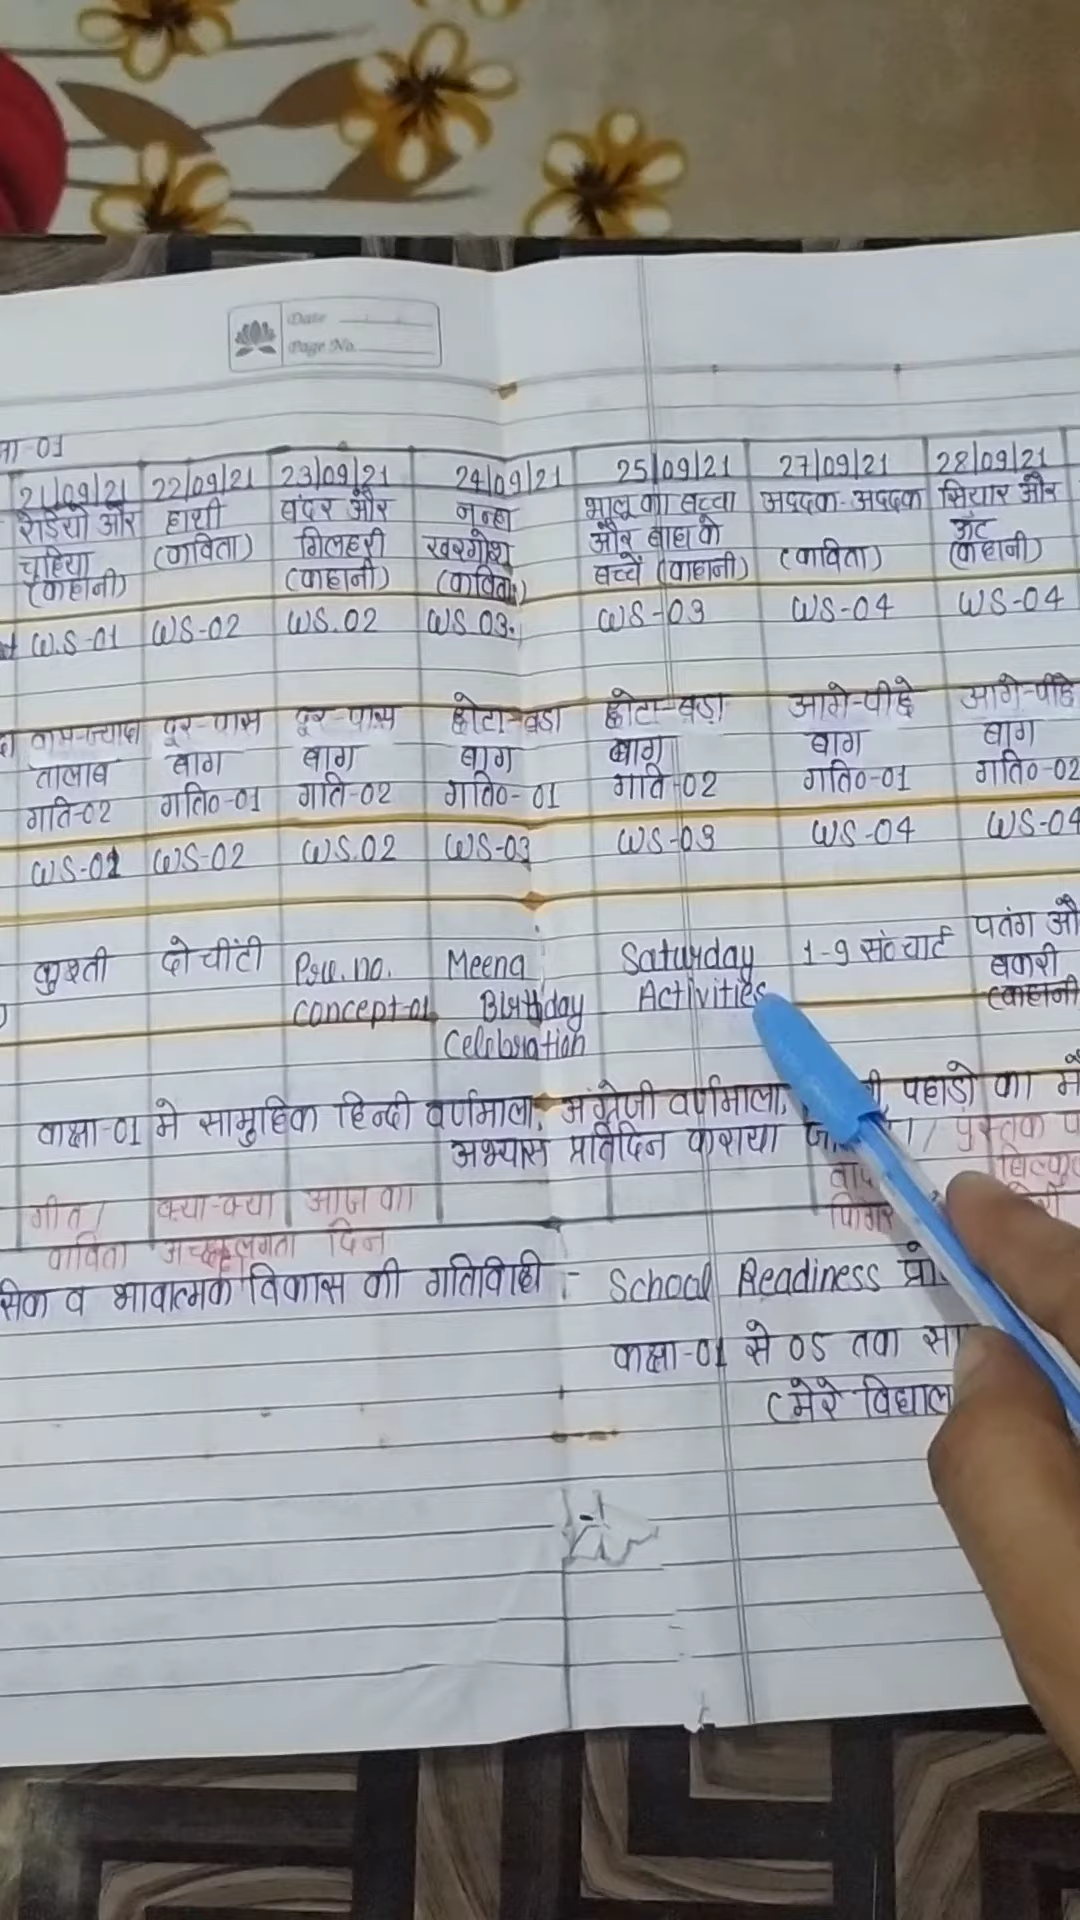 Date
Page No.
-01
21/09/21 22/09/21 23/09/21 24/09/21 25/09/21 27/09/21 28/09/21
और हाथी बंदर और नन्हा भालू का बच्चा अददक-अददक सियार और
चुहिया (कविता) गिलहरी खरगोश और बाघ के (कविता) ऊँट
(कहानी) (कहानी) (कविता) बच्चे (कहानी) (कहानी)
W.S-01 WS-02 WS.02 WS.03. WS-03 WS-04 WS-04
कम-ज्यादा दूर-पास दूर-पास छोटा-बड़ा छोटा-बड़ा आगे-पीछे आगे-पीछे
तालाब बाग बाग बाग बाग बाग बाग
गति-02 गति०-01 गति-02 गति०-01 गति-02 गति०-01 गति०-02
WS-01 WS-02 WS.02 WS-03 WS-03 WS-04 WS-04
कुश्ती दो चींटी Pre.no. Meena Saturday 1-9 सं० चार्ट पतंग औ
concept-01 Birthday Activities बकरी
Celebration (कहानी
कक्षा-01 मे सामुहिक हिन्दी वर्णमाला, अंग्रेजी वर्णमाला, पहाड़ो का मौ
अभ्यास प्रतिदिन कराया / पुस्तक प
गीत/ क्या-क्या आज का
कविता अच्छा लगता दिन
सिक व भावात्मक विकास की गतिविधी :- School Readiness प्रो
कक्षा-01 से 05 तक सा
(मेरे विद्याल